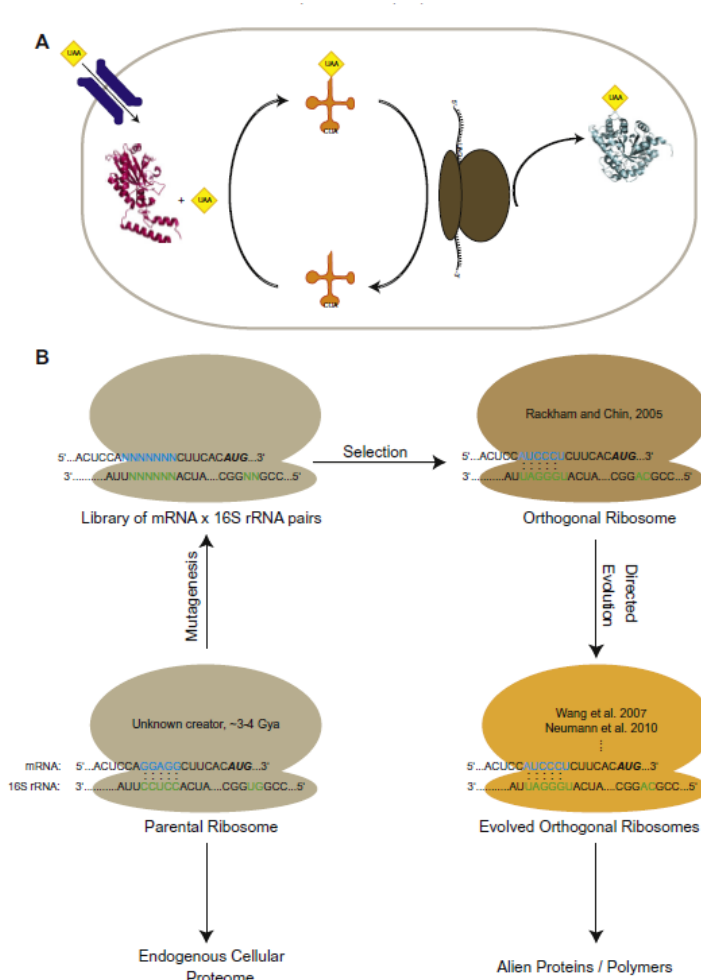 A
UAA
UAA
UAA
CUA
+
UAA
5'
3'
CUA
B
5'...ACUCCANNNNNNNCUUCACAUG...3'
3'..........AUUNNNNNNACUA...CGGNNGCC...5'
Library of mRNA x 16S rRNA pairs
Selection
Rackham and Chin, 2005
5'...ACUCCAUCCCUCUUCACAUG...3'
3'..........AUUAGGGUACUA...CGGACGCC...5'
Orthogonal Ribosome
Mutagenesis
Directed
Evolution
Unknown creator, ~3-4 Gya
mRNA:
5'...ACUCCAGGAGGCUUCACAUG...3'
16S rRNA:
3'..........AUUCCUCCACUA...CGGUGGCC...5'
Parental Ribosome
Wang et al. 2007
Neumann et al. 2010
5'...ACUCCAUCCCUCUUCACAUG...3'
3'..........AUUAGGGUACUA...CGGACGCC...5'
Evolved Orthogonal Ribosomes
Endogenous Cellular
Proteome
Alien Proteins / Polymers